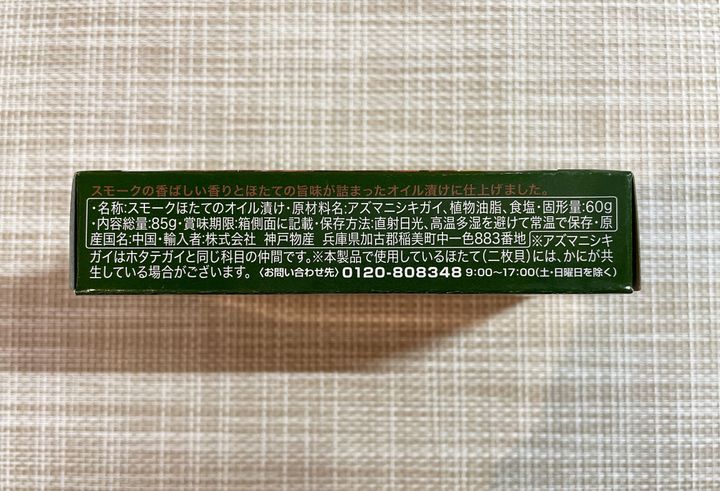 スモークの香ばしい香りとほたての旨味が詰まったオイル漬けに仕上げました。
・名称:スモークほたてのオイル漬け・原材料名:アズマニシキガイ、植物油脂、食塩・固形量:60g
・内容総量:85g・賞味期限:箱側面に記載・保存方法:直射日光、高温多湿を避けて常温で保存・原
産国名:中国・輸入者:株式会社 神戸物産 兵庫県加古郡稲美町中一色883番地 ※アズマニシキ
ガイはホタテガイと同じ科目の仲間です。※本製品で使用しているほたて(二枚貝)には、かにが共
生している場合がございます。〈お問い合わせ先〉0120-808348 9:00~17:00(土・日曜日を除く)